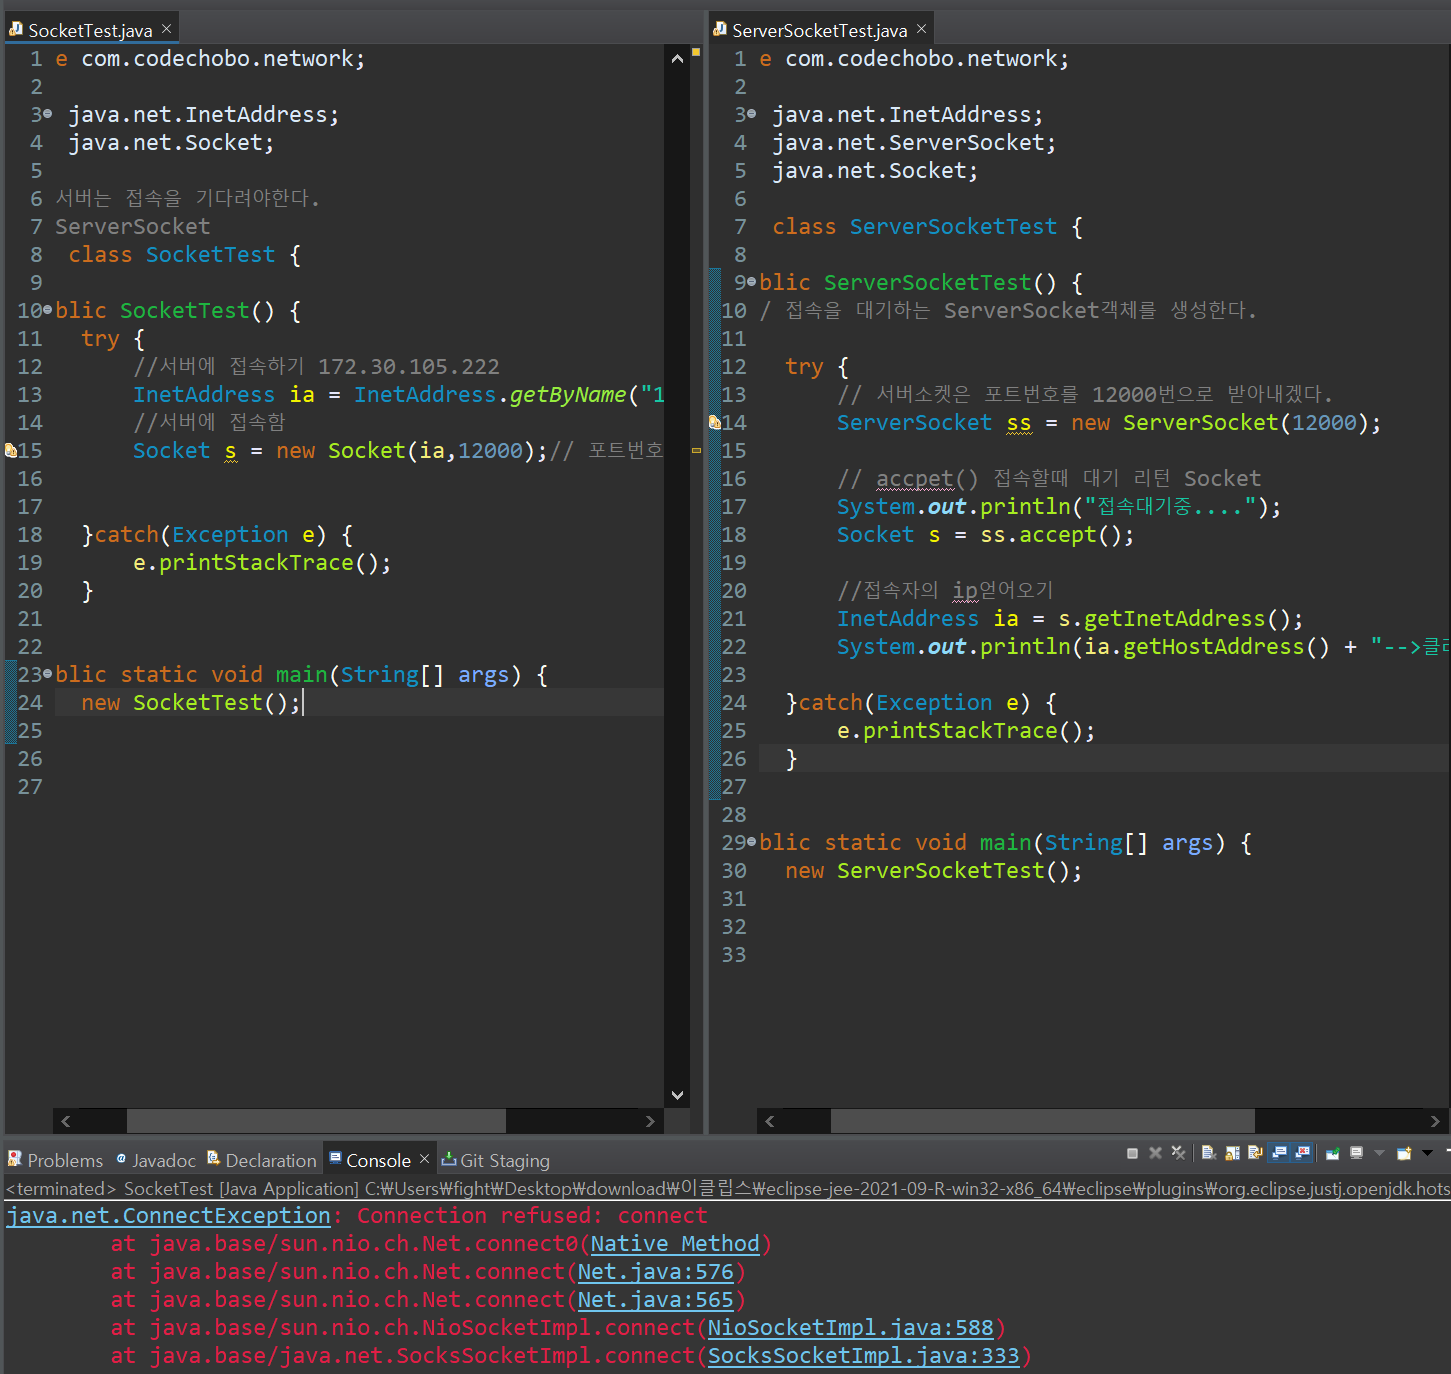 SocketTest.java
1 e com.codechobo.network;
2
3 java.net.InetAddress;
4 java.net.Socket;
5
6 서버는 접속을 기다려야한다.
7 ServerSocket
8 class SocketTest {
9
10 blic SocketTest() {
11 try {
12 //서버에 접속하기 172.30.105.222
13 InetAddress ia = InetAddress.getByName("1
14 //서버에 접속함
15 Socket s = new Socket(ia,12000);// 포트번호
16
17
18 }catch(Exception e) {
19 e.printStackTrace();
20 }
21
22
23 blic static void main(String[] args) {
24 new SocketTest();
25
26
27
ServerSocketTest.java
1 e com.codechobo.network;
2
3 java.net.InetAddress;
4 java.net.ServerSocket;
5 java.net.Socket;
6
7 class ServerSocketTest {
8
9 blic ServerSocketTest() {
10 / 접속을 대기하는 ServerSocket객체를 생성한다.
11
12 try {
13 // 서버소켓은 포트번호를 12000번으로 받아내겠다.
14 ServerSocket ss = new ServerSocket(12000);
15
16 // accpet() 접속할때 대기 리턴 Socket
17 System.out.println("접속대기중....");
18 Socket s = ss.accept();
19
20 //접속자의 ip얻어오기
21 InetAddress ia = s.getInetAddress();
22 System.out.println(ia.getHostAddress() + "-->클
23
24 }catch(Exception e) {
25 e.printStackTrace();
26 }
27
28
29 blic static void main(String[] args) {
30 new ServerSocketTest();
31
32
33
Problems Javadoc Declaration Console Git Staging
<terminated> SocketTest [Java Application] C:₩Users₩fight₩Desktop₩download₩이클립스₩eclipse-jee-2021-09-R-win32-x86_64₩eclipse₩plugins₩org.eclipse.justj.openjdk.hots
java.net.ConnectException: Connection refused: connect
at java.base/sun.nio.ch.Net.connect0(Native Method)
at java.base/sun.nio.ch.Net.connect(Net.java:576)
at java.base/sun.nio.ch.Net.connect(Net.java:565)
at java.base/sun.nio.ch.NioSocketImpl.connect(NioSocketImpl.java:588)
at java.base/java.net.SocksSocketImpl.connect(SocksSocketImpl.java:333)